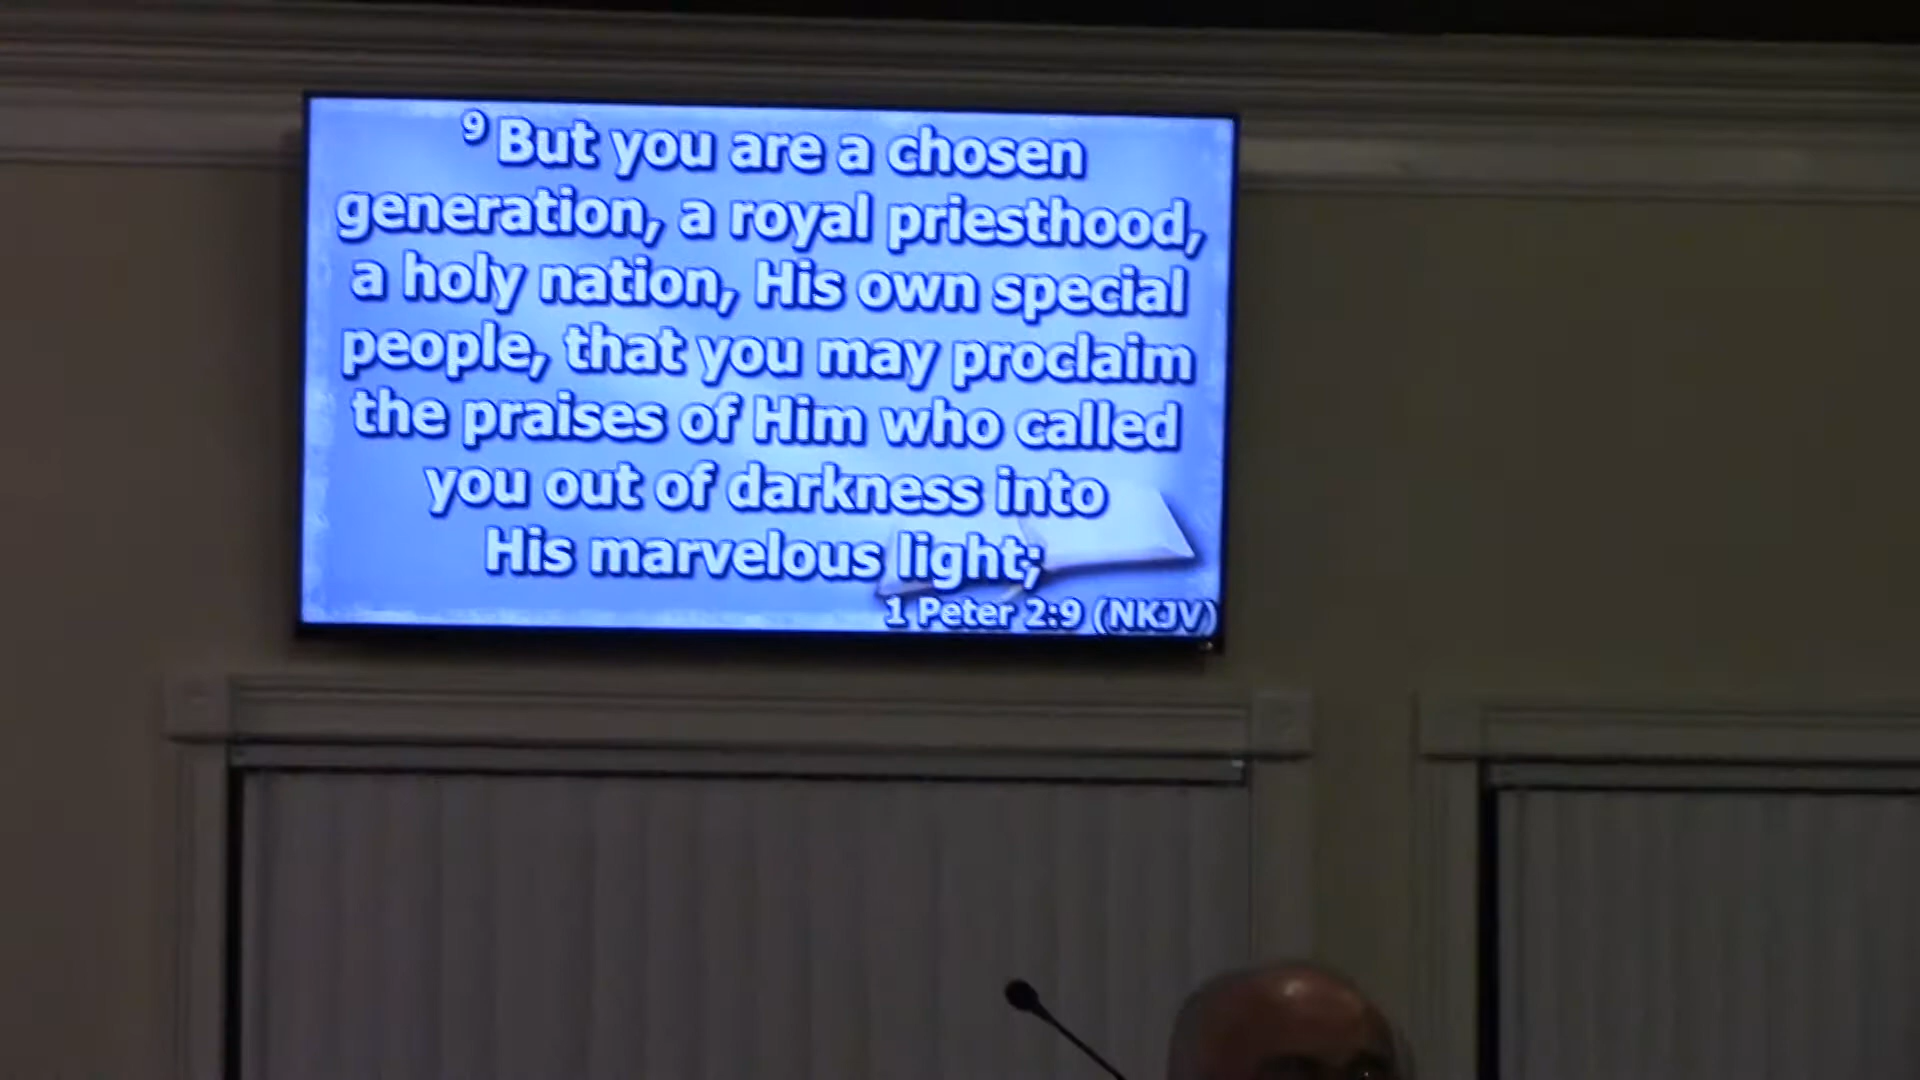 9 But you are a chosen
generation, a royal priesthood,
a holy nation, His own special
people, that you may proclaim
the praises of Him who called
you out of darkness into
His marvelous light;
1 Peter 2:9 (NKJV)